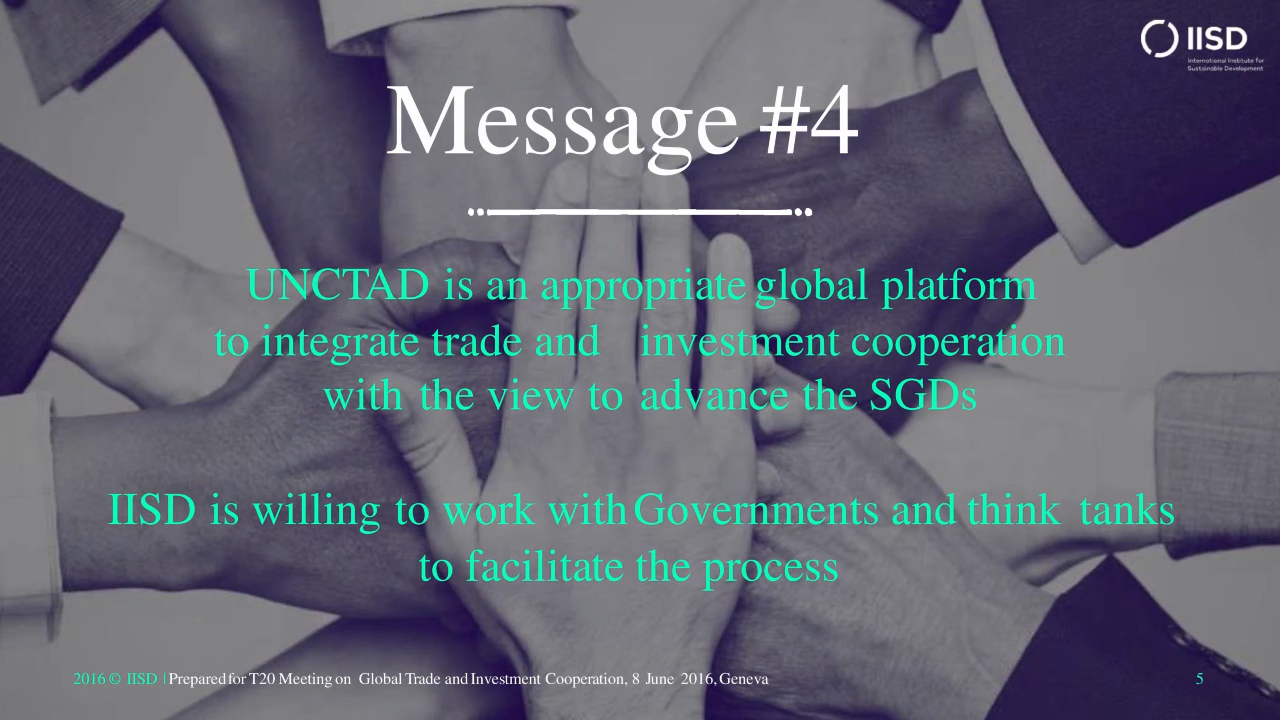 IISD
International Institute for
Sustainable Development
Message #4
UNCTAD is an appropriate global platform
to integrate trade and investment cooperation
with the view to advance the SGDs
IISD is willing to work with Governments and think tanks
to facilitate the process
2016 © IISD | Prepared for T20 Meeting on Global Trade and Investment Cooperation, 8 June 2016, Geneva
5